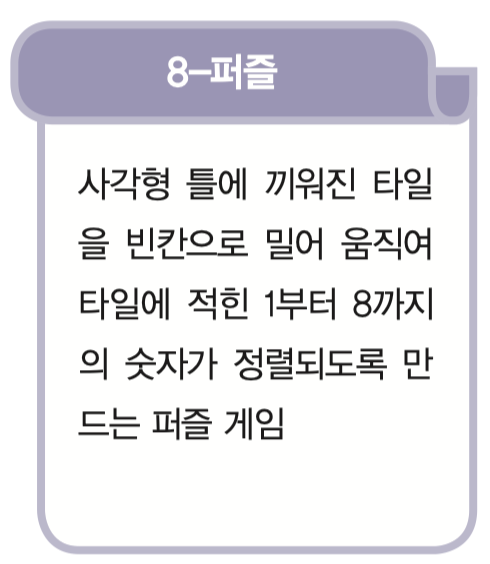 8–퍼즐
사각형 틀에 끼워진 타일
을 빈칸으로 밀어 움직여
타일에 적힌 1부터 8까지
의 숫자가 정렬되도록 만
드는 퍼즐 게임